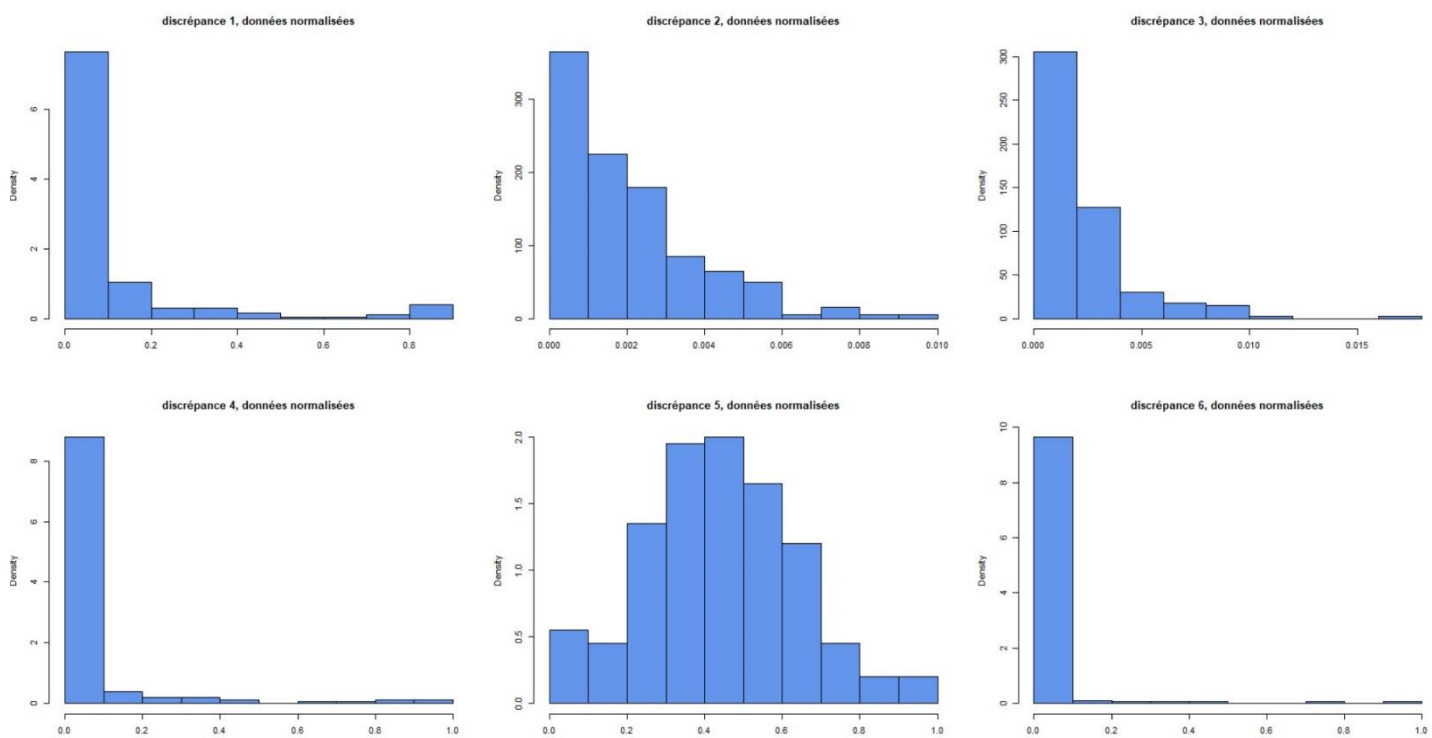 discrépance 1, données normalisées
Density
0 2 4 6
0.0 0.2 0.4 0.6 0.8
discrépance 2, données normalisées
Density
0 100 200 300
0.000 0.002 0.004 0.006 0.008 0.010
discrépance 3, données normalisées
Density
0 50 100 150 200 250 300
0.000 0.005 0.010 0.015
discrépance 4, données normalisées
Density
0 2 4 6 8
0.0 0.2 0.4 0.6 0.8 1.0
discrépance 5, données normalisées
Density
0.0 0.5 1.0 1.5 2.0
0.0 0.2 0.4 0.6 0.8 1.0
discrépance 6, données normalisées
Density
0 2 4 6 8 10
0.0 0.2 0.4 0.6 0.8 1.0